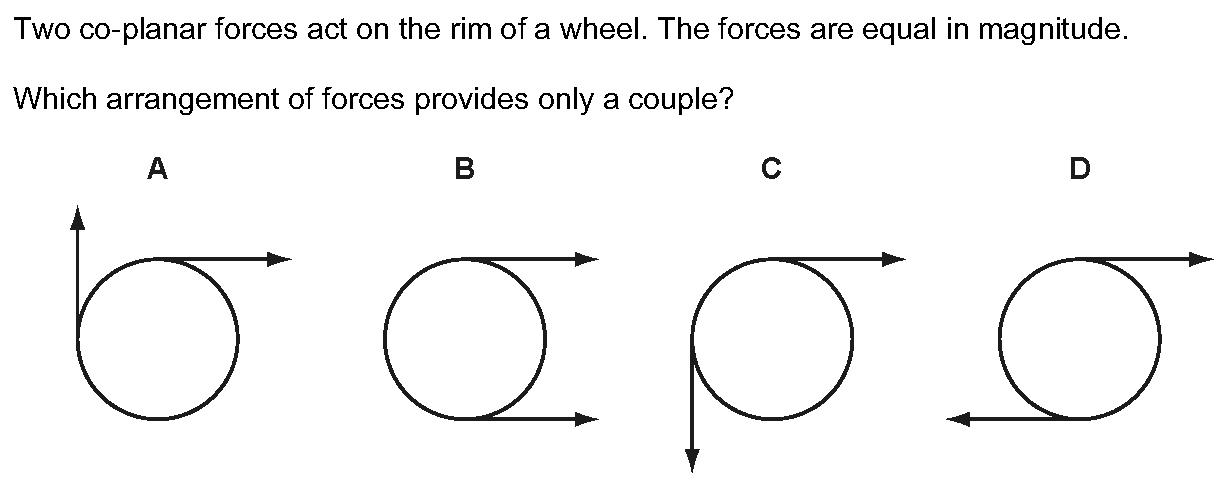 Two co-planar forces act on the rim of a wheel. The forces are equal in magnitude.
Which arrangement of forces provides only a couple?
A B C D